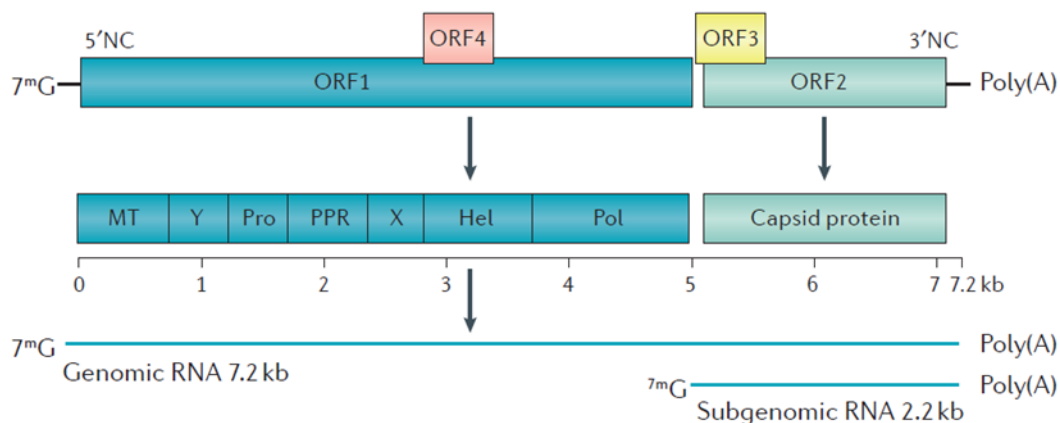 5′NC ORF4 ORF3 3′NC
7ᵐG ORF1 ORF2 Poly(A)
MT Y Pro PPR X Hel Pol Capsid protein
0 1 2 3 4 5 6 7 7.2 kb
7ᵐG Poly(A)
Genomic RNA 7.2 kb
7ᵐG Poly(A)
Subgenomic RNA 2.2 kb